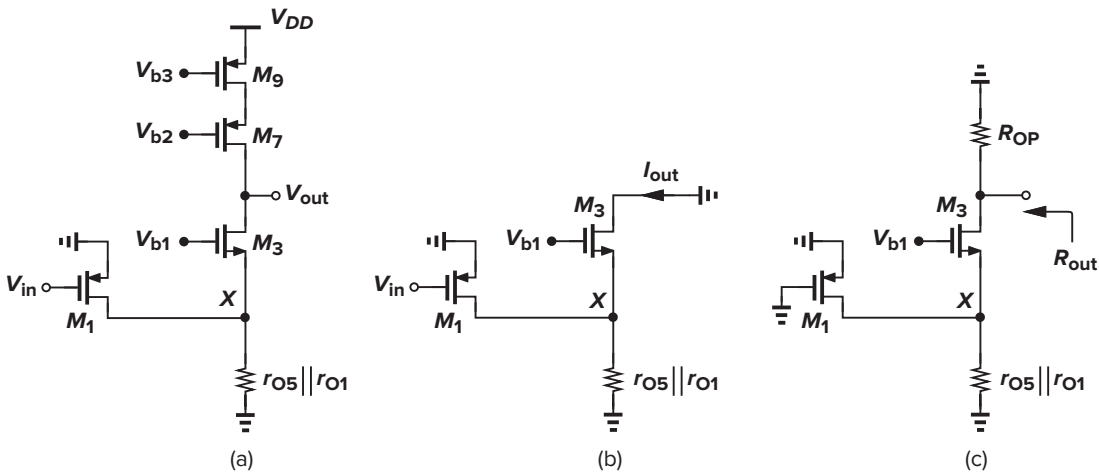 V_DD
V_b3
M_9
V_b2
M_7
V_out
V_b1
M_3
V_in
M_1
X
r_O5||r_O1
(a)
I_out
M_3
V_b1
V_in
M_1
X
r_O5||r_O1
(b)
R_OP
M_3
V_b1
R_out
M_1
X
r_O5||r_O1
(c)